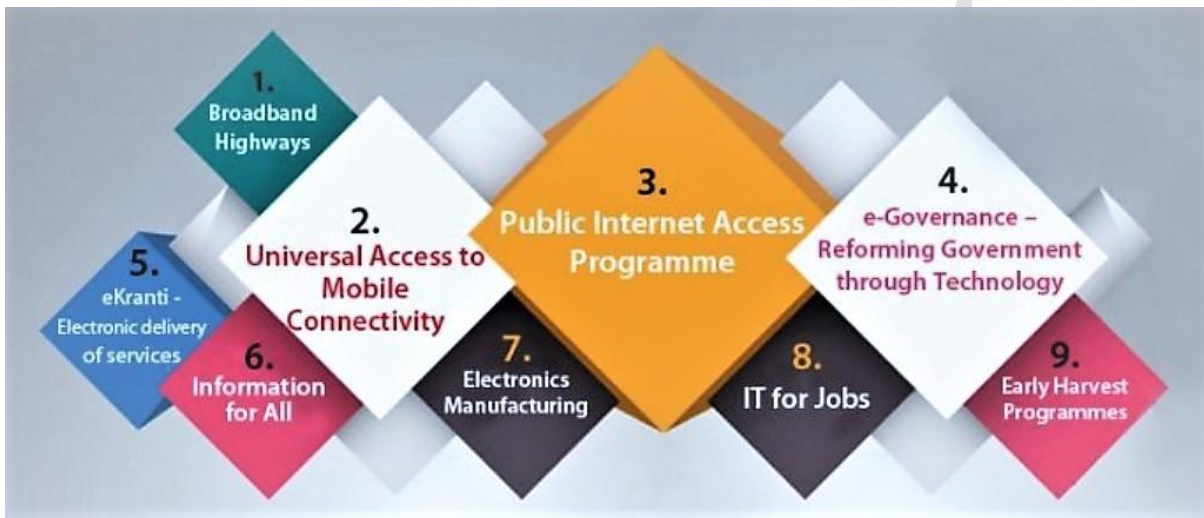 1.
Broadband
Highways
2.
Universal Access to
Mobile
Connectivity
3.
Public Internet Access
Programme
4.
e-Governance –
Reforming Government
through Technology
5.
eKranti -
Electronic delivery
of services
6.
Information
for All
7.
Electronics
Manufacturing
8.
IT for Jobs
9.
Early Harvest
Programmes